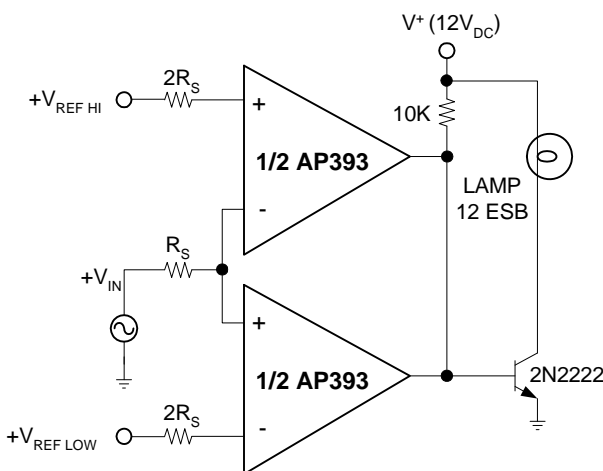 V+ (12VDC)
2RS
+VREF HI
+
10K
1/2 AP393
LAMP
12 ESB
-
RS
+VIN
+
1/2 AP393
2N2222
2RS
-
+VREF LOW